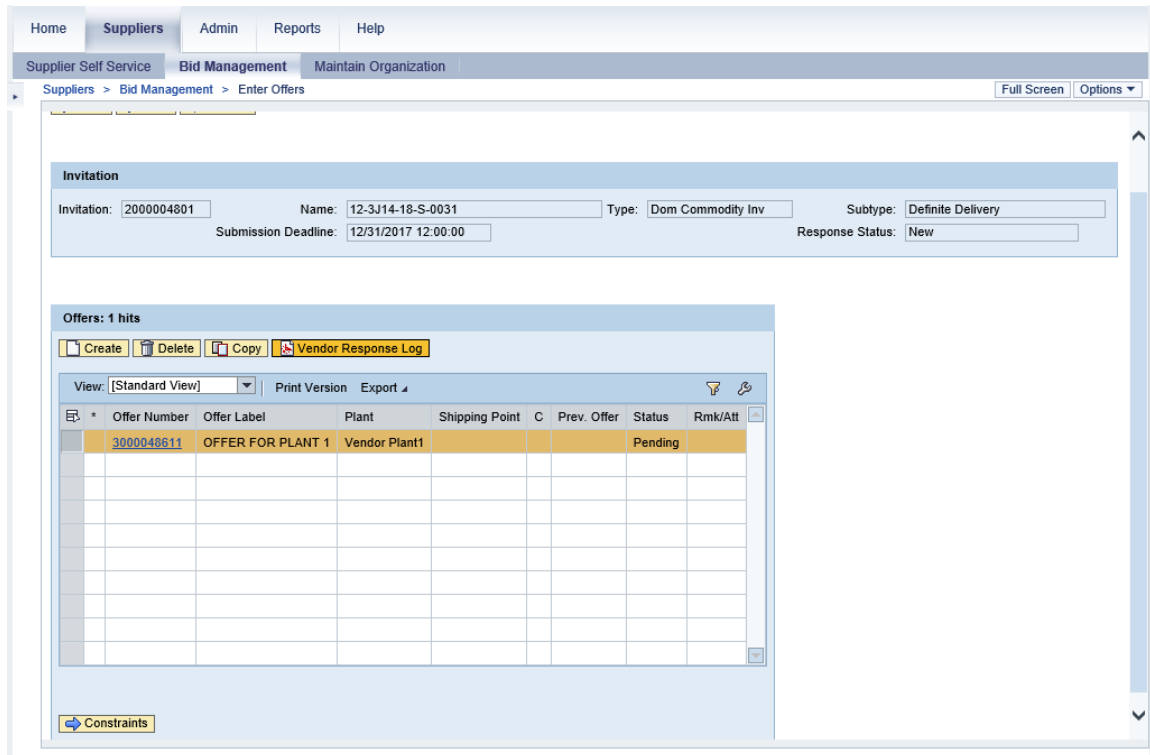 Home Suppliers Admin Reports Help
Supplier Self Service Bid Management Maintain Organization
Suppliers > Bid Management > Enter Offers Full Screen Options
Invitation
Invitation: 2000004801 Name: 12-3J14-18-S-0031 Type: Dom Commodity Inv Subtype: Definite Delivery
Submission Deadline: 12/31/2017 12:00:00 Response Status: New
Offers: 1 hits
Create Delete Copy Vendor Response Log
View: [Standard View] Print Version Export
* Offer Number Offer Label Plant Shipping Point C Prev. Offer Status Rmk/Att
3000048611 OFFER FOR PLANT 1 Vendor Plant1 Pending
Constraints